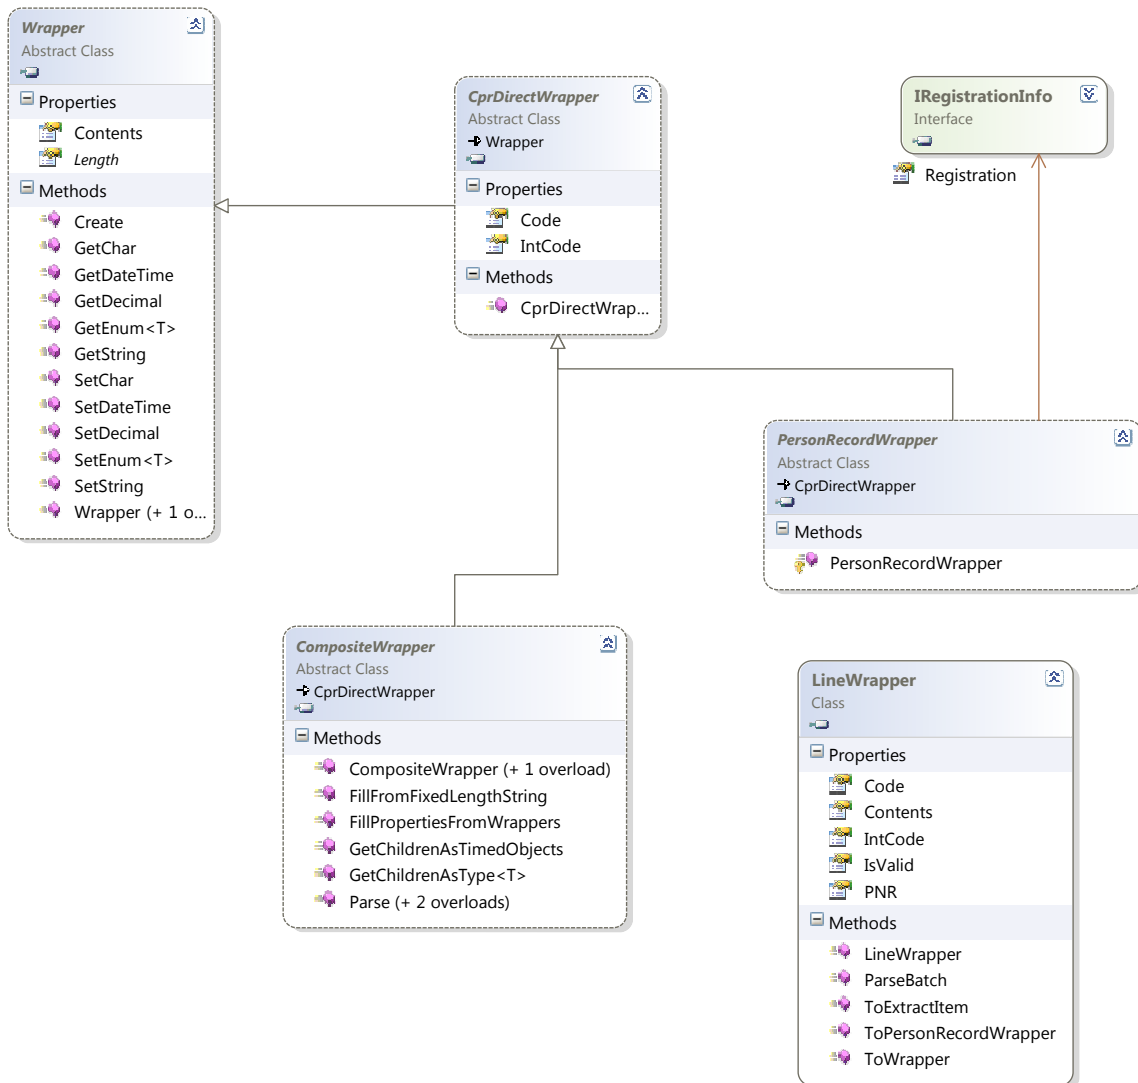 Wrapper
Abstract Class
Properties
Contents
Length
Methods
Create
GetChar
GetDateTime
GetDecimal
GetEnum<T>
GetString
SetChar
SetDateTime
SetDecimal
SetEnum<T>
SetString
Wrapper (+ 1 o...
CprDirectWrapper
Abstract Class
Wrapper
Properties
Code
IntCode
Methods
CprDirectWrap...
IRegistrationInfo
Interface
Registration
PersonRecordWrapper
Abstract Class
CprDirectWrapper
Methods
PersonRecordWrapper
CompositeWrapper
Abstract Class
CprDirectWrapper
Methods
CompositeWrapper (+ 1 overload)
FillFromFixedLengthString
FillPropertiesFromWrappers
GetChildrenAsTimedObjects
GetChildrenAsType<T>
Parse (+ 2 overloads)
LineWrapper
Class
Properties
Code
Contents
IntCode
IsValid
PNR
Methods
LineWrapper
ParseBatch
ToExtractItem
ToPersonRecordWrapper
ToWrapper